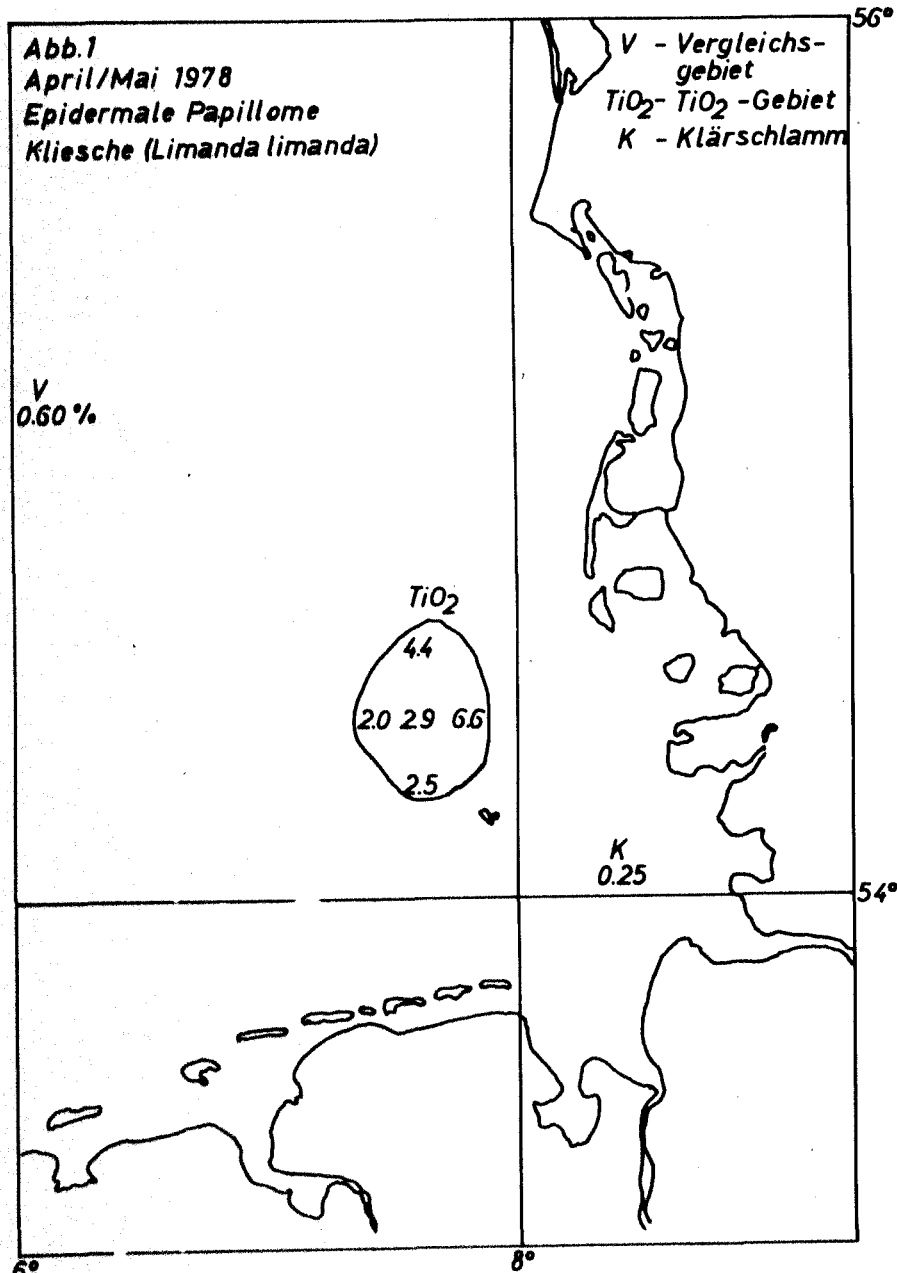 Abb.1
April/Mai 1978
Epidermale Papillome
Kliesche (Limanda limanda)
V - Vergleichs-
gebiet
TiO2- TiO2 -Gebiet
K - Klärschlamm
56°
V
0.60 %
TiO2
4.4
2.0 2.9 6.6
2.5
K
0.25
54°
6°
8°